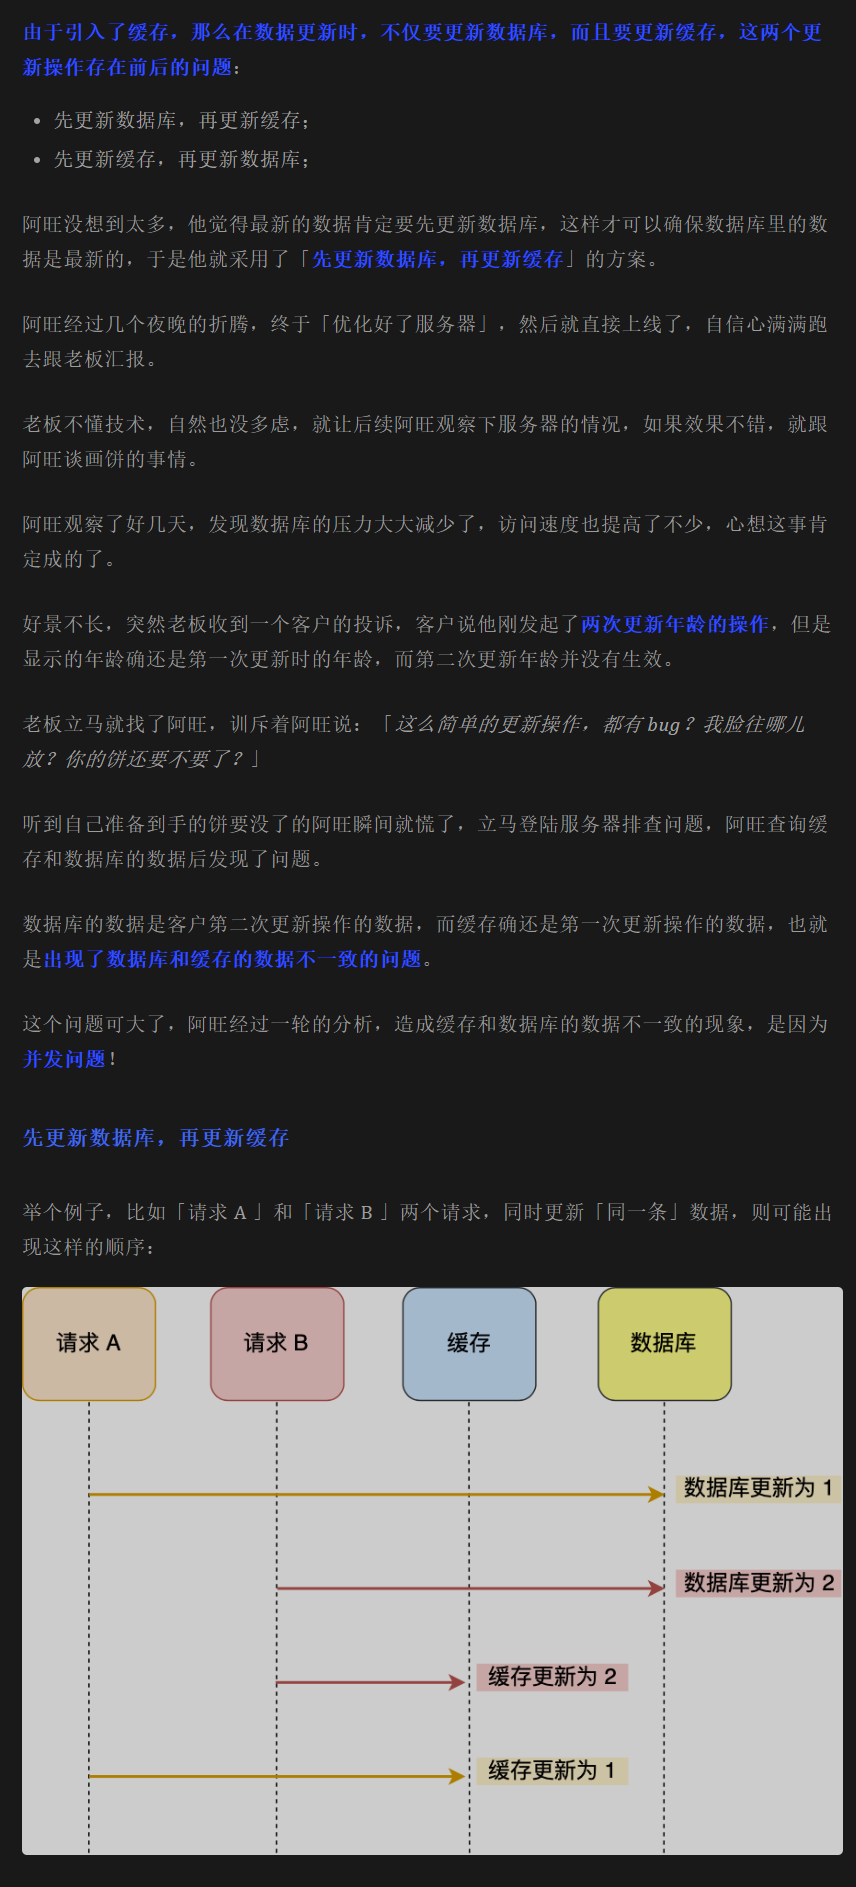 由于引入了缓存，那么在数据更新时，不仅要更新数据库，而且要更新缓存，这两个更
新操作存在前后的问题：
• 先更新数据库，再更新缓存；
• 先更新缓存，再更新数据库；
阿旺没想到太多，他觉得最新的数据肯定要先更新数据库，这样才可以确保数据库里的数
据是最新的，于是他就采用了「先更新数据库，再更新缓存」的方案。
阿旺经过几个夜晚的折腾，终于「优化好了服务器」，然后就直接上线了，自信心满满跑
去跟老板汇报。
老板不懂技术，自然也没多虑，就让后续阿旺观察下服务器的情况，如果效果不错，就跟
阿旺谈画饼的事情。
阿旺观察了好几天，发现数据库的压力大大减少了，访问速度也提高了不少，心想这事肯
定成的了。
好景不长，突然老板收到一个客户的投诉，客户说他刚发起了两次更新年龄的操作，但是
显示的年龄确还是第一次更新时的年龄，而第二次更新年龄并没有生效。
老板立马就找了阿旺，训斥着阿旺说：「这么简单的更新操作，都有 bug？我脸往哪儿
放？你的饼还要不要了？」
听到自己准备到手的饼要没了的阿旺瞬间就慌了，立马登陆服务器排查问题，阿旺查询缓
存和数据库的数据后发现了问题。
数据库的数据是客户第二次更新操作的数据，而缓存确还是第一次更新操作的数据，也就
是出现了数据库和缓存的数据不一致的问题。
这个问题可大了，阿旺经过一轮的分析，造成缓存和数据库的数据不一致的现象，是因为
并发问题！
先更新数据库，再更新缓存
举个例子，比如「请求 A 」和「请求 B 」两个请求，同时更新「同一条」数据，则可能出
现这样的顺序：
请求 A
请求 B
缓存
数据库
数据库更新为 1
数据库更新为 2
缓存更新为 2
缓存更新为 1